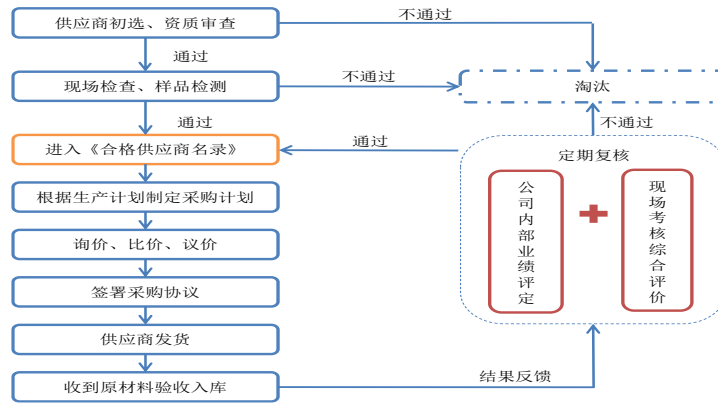 供应商初选、资质审查
不通过
通过
现场检查、样品检测
不通过
淘汰
通过
不通过
进入《合格供应商名录》
通过
定期复核
根据生产计划制定采购计划
公司内部业绩评定
现场考核综合评价
询价、比价、议价
签署采购协议
供应商发货
收到原材料验收入库
结果反馈